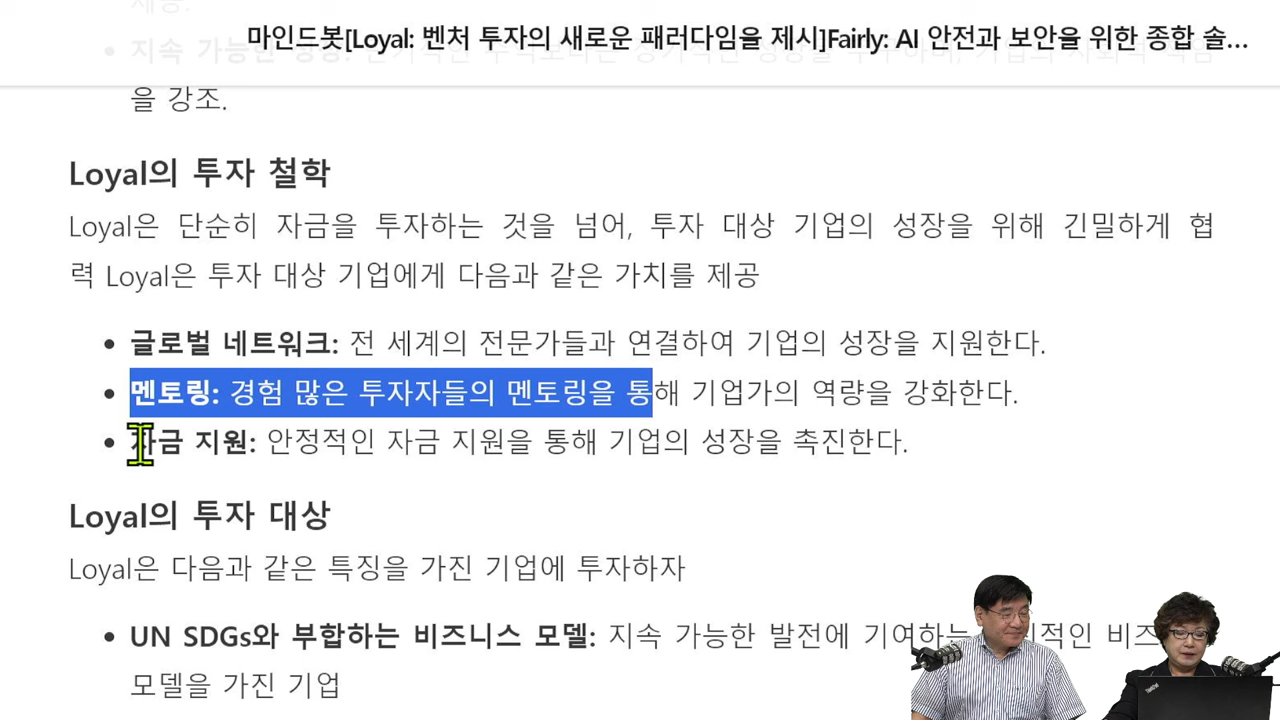 마인드봇[Loyal: 벤처 투자의 새로운 패러다임을 제시]Fairly: AI 안전과 보안을 위한 종합 솔...
지속 가능한 성장:
을 강조.
Loyal의 투자 철학
Loyal은 단순히 자금을 투자하는 것을 넘어, 투자 대상 기업의 성장을 위해 긴밀하게 협
력 Loyal은 투자 대상 기업에게 다음과 같은 가치를 제공
• 글로벌 네트워크: 전 세계의 전문가들과 연결하여 기업의 성장을 지원한다.
• 멘토링: 경험 많은 투자자들의 멘토링을 통해 기업가의 역량을 강화한다.
• 자금 지원: 안정적인 자금 지원을 통해 기업의 성장을 촉진한다.
Loyal의 투자 대상
Loyal은 다음과 같은 특징을 가진 기업에 투자하자
• UN SDGs와 부합하는 비즈니스 모델: 지속 가능한 발전에 기여하는 비즈
모델을 가진 기업
ThinkPad